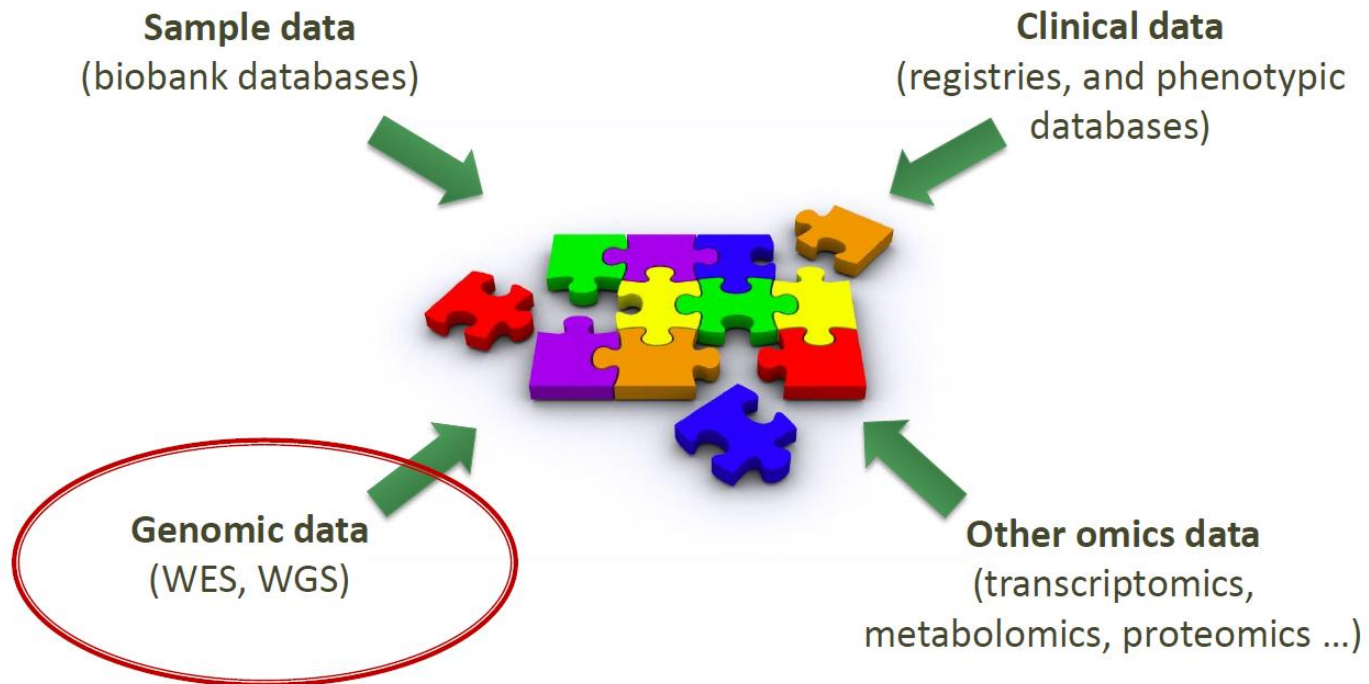 Sample data
(biobank databases)
Clinical data
(registries, and phenotypic
databases)
Genomic data
(WES, WGS)
Other omics data
(transcriptomics,
metabolomics, proteomics ...)